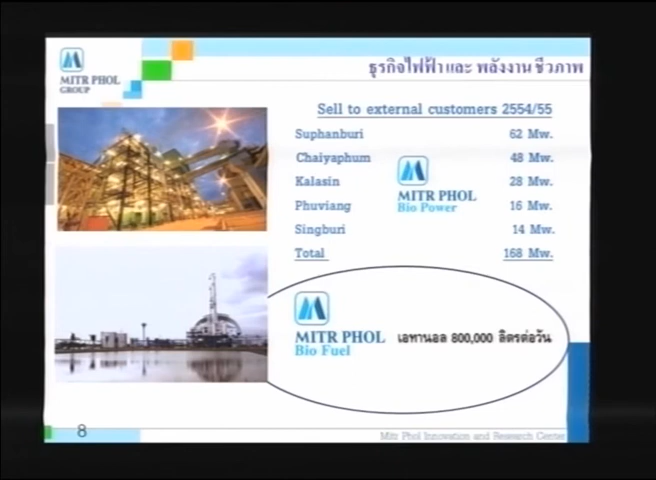 MITR PHOL
GROUP
ธุรกิจไฟฟ้าและ พลังงานชีวภาพ
Sell to external customers 2554/55
Suphanburi 62 Mw.
Chaiyaphum 48 Mw.
Kalasin 28 Mw.
Phuviang 16 Mw.
Singburi 14 Mw.
Total 168 Mw.
MITR PHOL
Bio Power
MITR PHOL
Bio Fuel
เอทานอล 800,000 ลิตรต่อวัน
8
Mitr Phol Innovation and Research Center